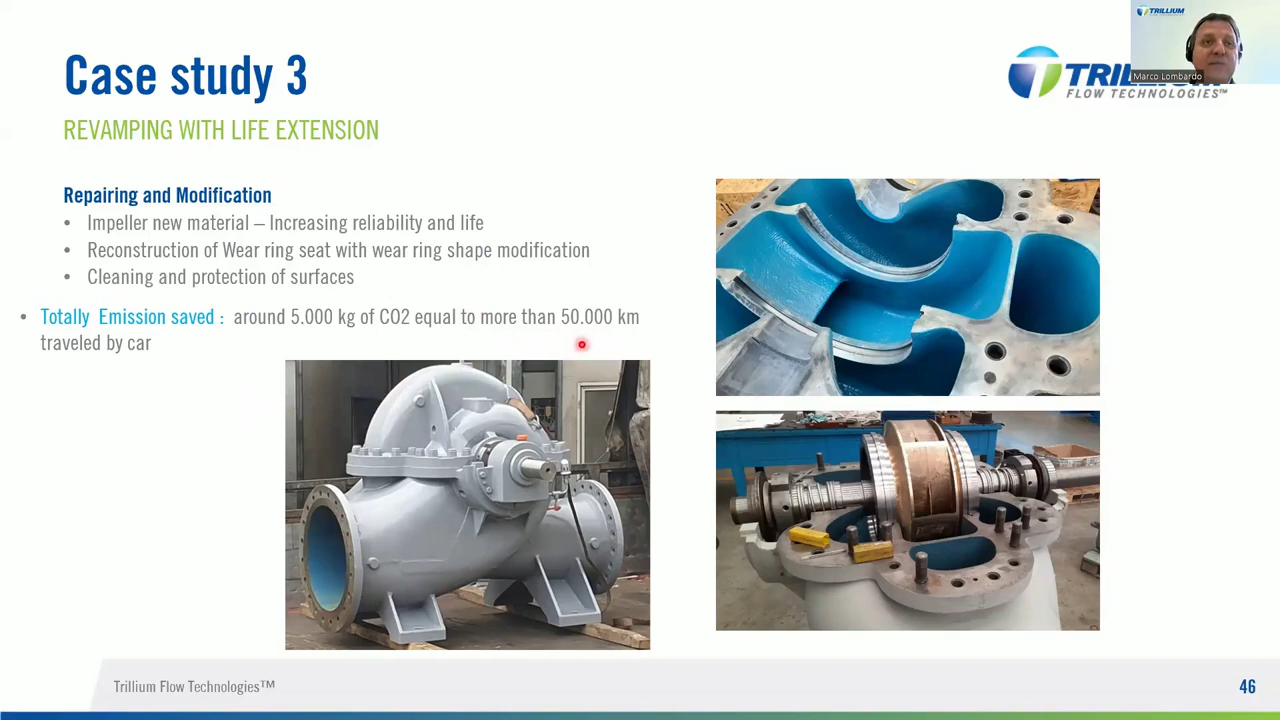 Case study 3
REVAMPING WITH LIFE EXTENSION
TRILLIUM
Marco Lombardo
FLOW TECHNOLOGIES™
Repairing and Modification
• Impeller new material – Increasing reliability and life
• Reconstruction of Wear ring seat with wear ring shape modification
• Cleaning and protection of surfaces
• Totally Emission saved : around 5.000 kg of CO2 equal to more than 50.000 km
traveled by car
Trillium Flow Technologies™
46